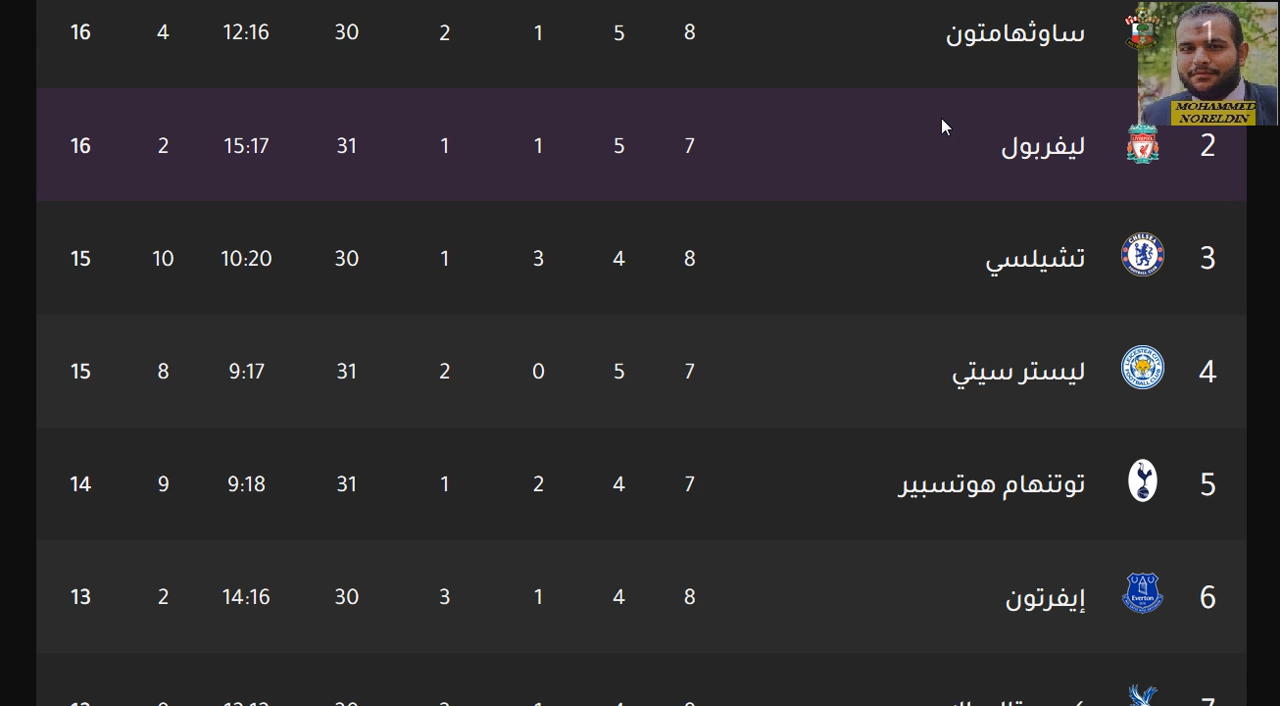 1 ساوثهامتون 8 5 1 2 30 12:16 4 16
MOHAMMED
NORELDIN
2 ليفربول 7 5 1 1 31 15:17 2 16
3 تشيلسي 8 4 3 1 30 10:20 10 15
4 ليستر سيتي 7 5 0 2 31 9:17 8 15
5 توتنهام هوتسبير 7 4 2 1 31 9:18 9 14
6 إيفرتون 8 4 1 3 30 14:16 2 13